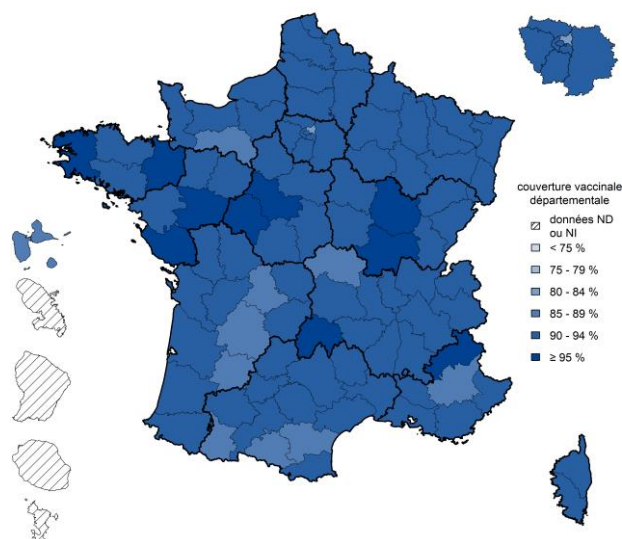 couverture vaccinale
départementale
données ND
ou NI
< 75 %
75 - 79 %
80 - 84 %
85 - 89 %
90 - 94 %
≥ 95 %